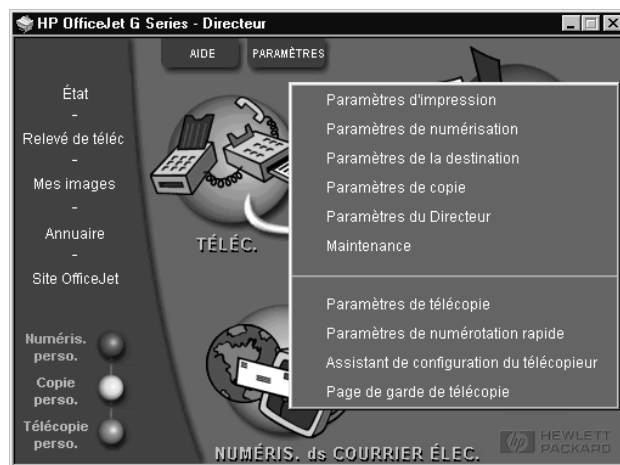 HP OfficeJet G Series - Directeur
AIDE
PARAMÈTRES
État
-
Relevé de téléc
-
Mes images
-
Annuaire
-
Site OfficeJet
Numéris.
perso.
Copie
perso.
Télécopie
perso.
TÉLÉC.
Paramètres d'impression
Paramètres de numérisation
Paramètres de la destination
Paramètres de copie
Paramètres du Directeur
Maintenance
Paramètres de télécopie
Paramètres de numérotation rapide
Assistant de configuration du télécopieur
Page de garde de télécopie
NUMÉRIS. ds COURRIER ÉLEC.
hp HEWLETT
PACKARD